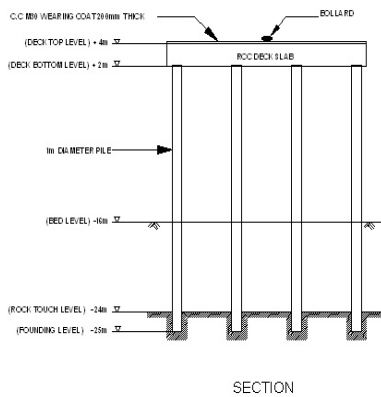 C.C M30 WEARING COAT 200mm THICK
BOLLARD
(DECK TOP LEVEL) + 4m
(DECK BOTTOM LEVEL) + 2m
RCC DECK SLAB
1m DIAMETER PILE
(BED LEVEL) -16m
(ROCK TOUCH LEVEL) -24m
(FOUNDING LEVEL) -25m
SECTION